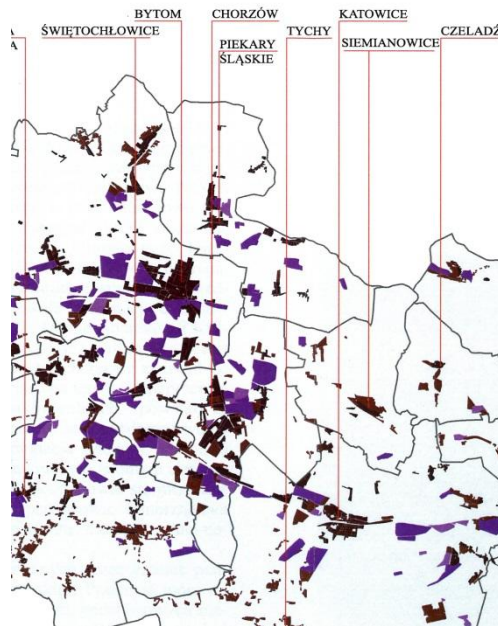 BYTOM
CHORZÓW
KATOWICE
ŚWIĘTOCHŁOWICE
PIEKARY
ŚLĄSKIE
TYCHY
SIEMIANOWICE
CZELADŹ